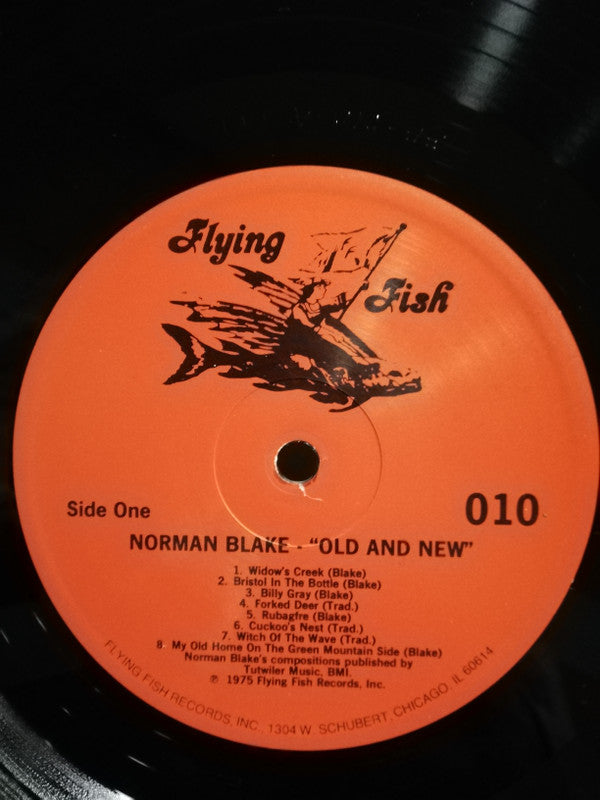 Flying
Fish
Side One
010
NORMAN BLAKE - “OLD AND NEW”
1. Widow's Creek (Blake)
2. Bristol In The Bottle (Blake)
3. Billy Gray (Blake)
4. Forked Deer (Trad.)
5. Rubagfre (Blake)
6. Cuckoo's Nest (Trad.)
7. Witch Of The Wave (Trad.)
8. My Old Home On The Green Mountain Side (Blake)
Norman Blake's compositions published by
Tutwiler Music, BMI.
℗ 1975 Flying Fish Records, Inc.
FLYING FISH RECORDS, INC., 1304 W. SCHUBERT, CHICAGO, IL 60614